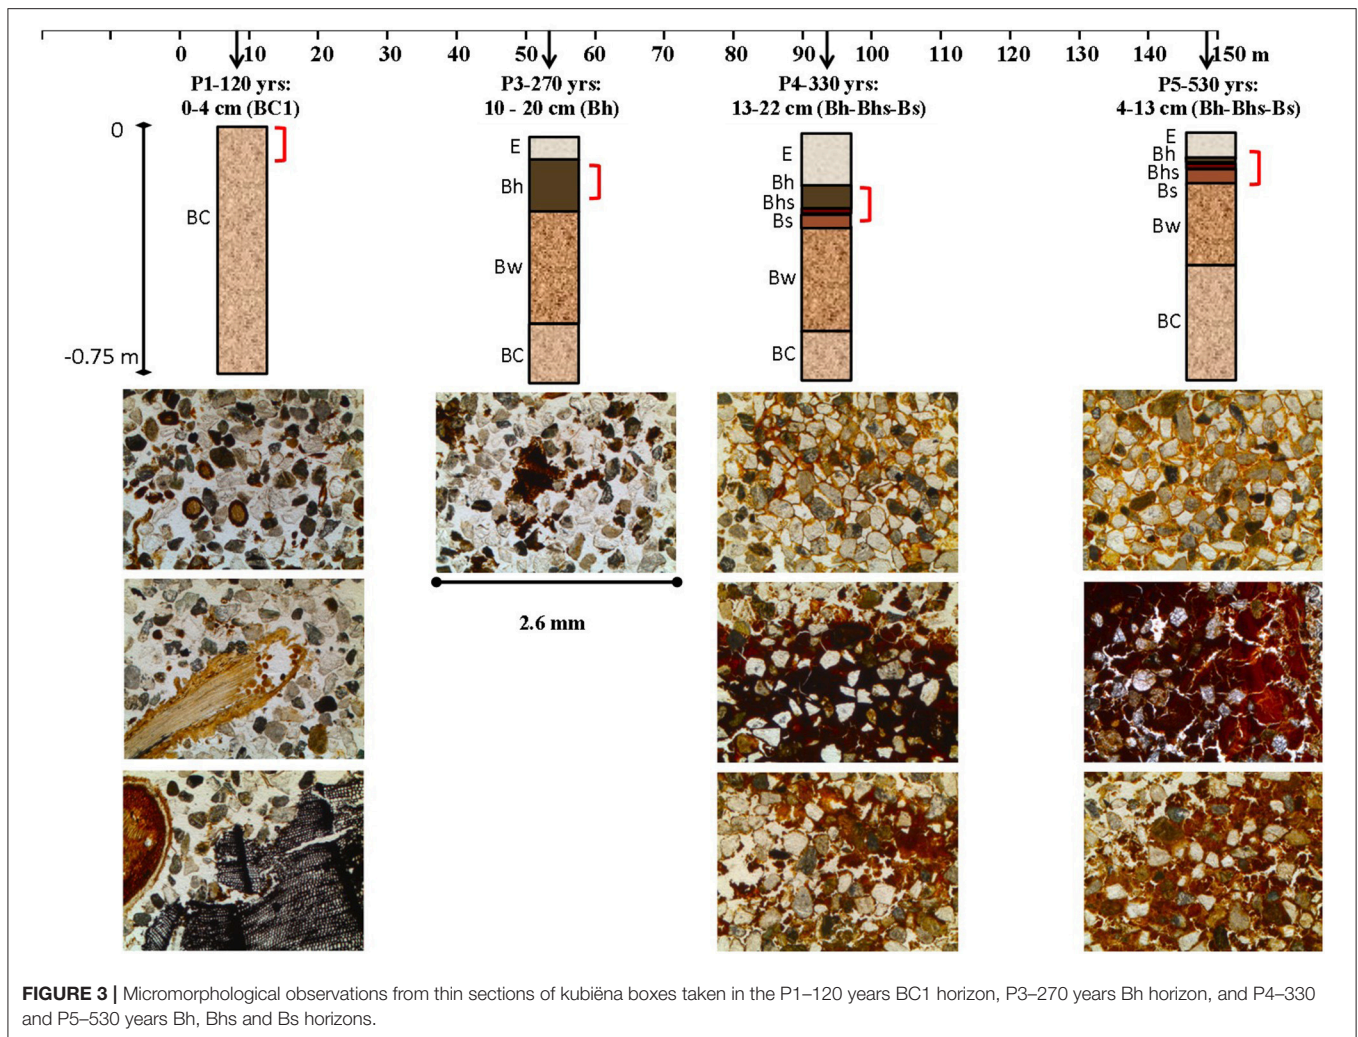 0 10 20 30 40 50 60 70 80 90 100 110 120 130 140 150 m
P1-120 yrs:
0-4 cm (BC1)
P3-270 yrs:
10 - 20 cm (Bh)
P4-330 yrs:
13-22 cm (Bh-Bhs-Bs)
P5-530 yrs:
4-13 cm (Bh-Bhs-Bs)
0
-0.75 m
BC
E
Bh
Bw
BC
E
Bh
Bhs
Bs
Bw
BC
E
Bh
Bhs
Bs
Bw
BC
2.6 mm
FIGURE 3 | Micromorphological observations from thin sections of kubiëna boxes taken in the P1–120 years BC1 horizon, P3–270 years Bh horizon, and P4–330
and P5–530 years Bh, Bhs and Bs horizons.